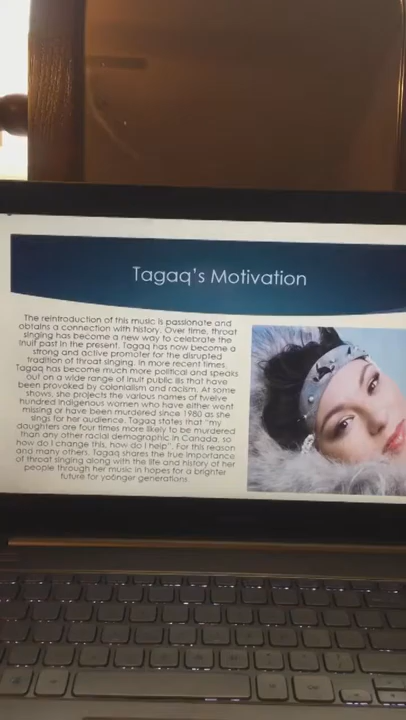 Tagaq's Motivation
The reintroduction of this music is passionate and
obtains a connection with history. Over time, throat
singing has become a new way to celebrate the
Inuit past in the present. Tagaq has now become a
strong and active promoter for the disrupted
tradition of throat singing. In more recent times,
Tagaq has become much more political and speaks
out on a wide range of Inuit public ills that have
been provoked by colonialism and racism. At some
shows, she projects the various names of twelve
hundred indigenous women who have either went
missing or have been murdered since 1980 as she
sings for her audience. Tagaq states that "my
daughters are four times more likely to be murdered
than any other racial demographic in Canada, so
how do I change this, how do I help". For this reason
and many others, Tagaq shares the true importance
of throat singing along with the life and history of her
people through her music in hopes for a brighter
future for younger generations.